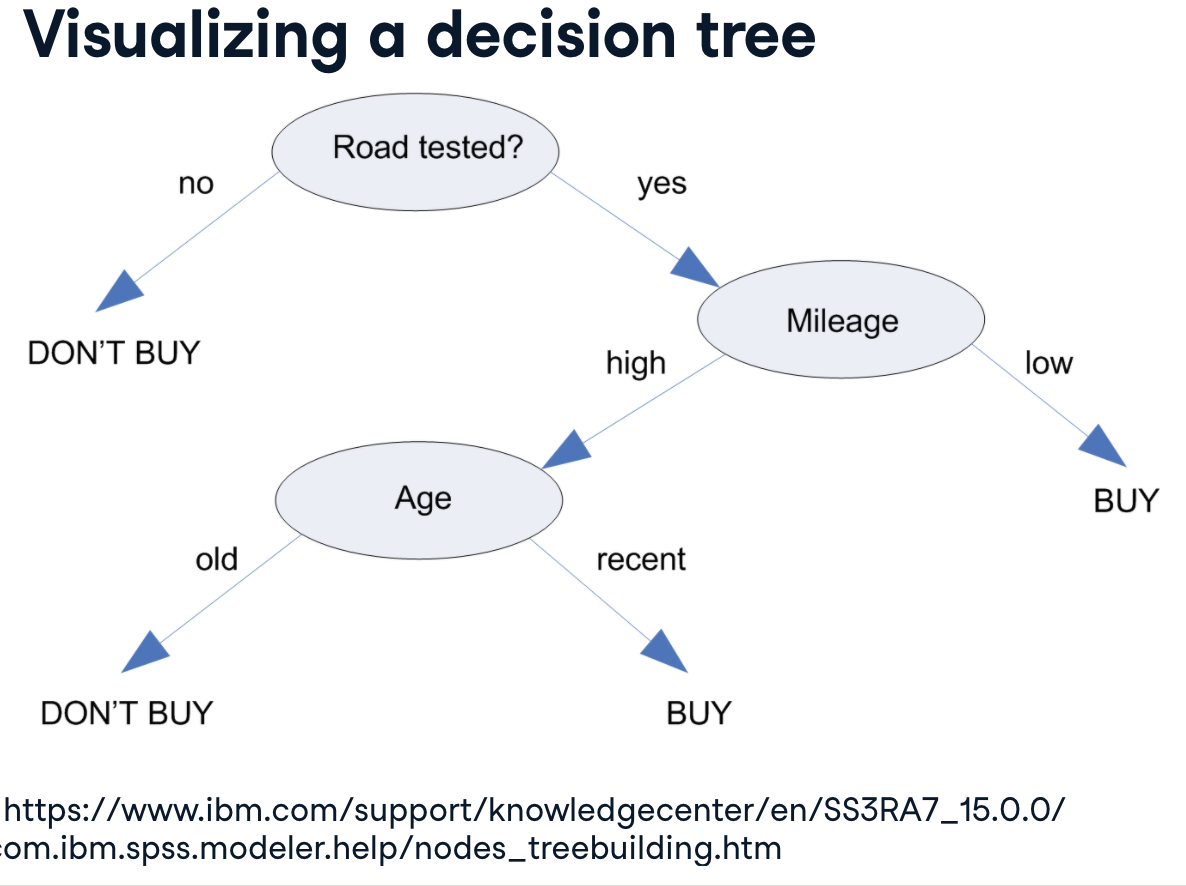 Visualizing a decision tree
Road tested?
no
yes
DON’T BUY
Mileage
high
low
Age
BUY
old
recent
DON’T BUY
BUY
https://www.ibm.com/support/knowledgecenter/en/SS3RA7_15.0.0/
com.ibm.spss.modeler.help/nodes_treebuilding.htm